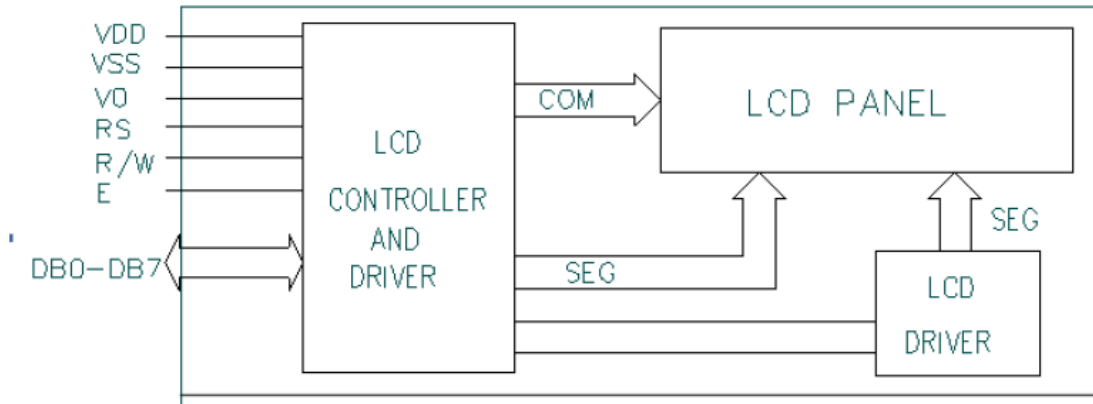 VDD
VSS
VO
RS
R/W
E
DB0-DB7
LCD
CONTROLLER
AND
DRIVER
COM
SEG
LCD PANEL
SEG
LCD
DRIVER